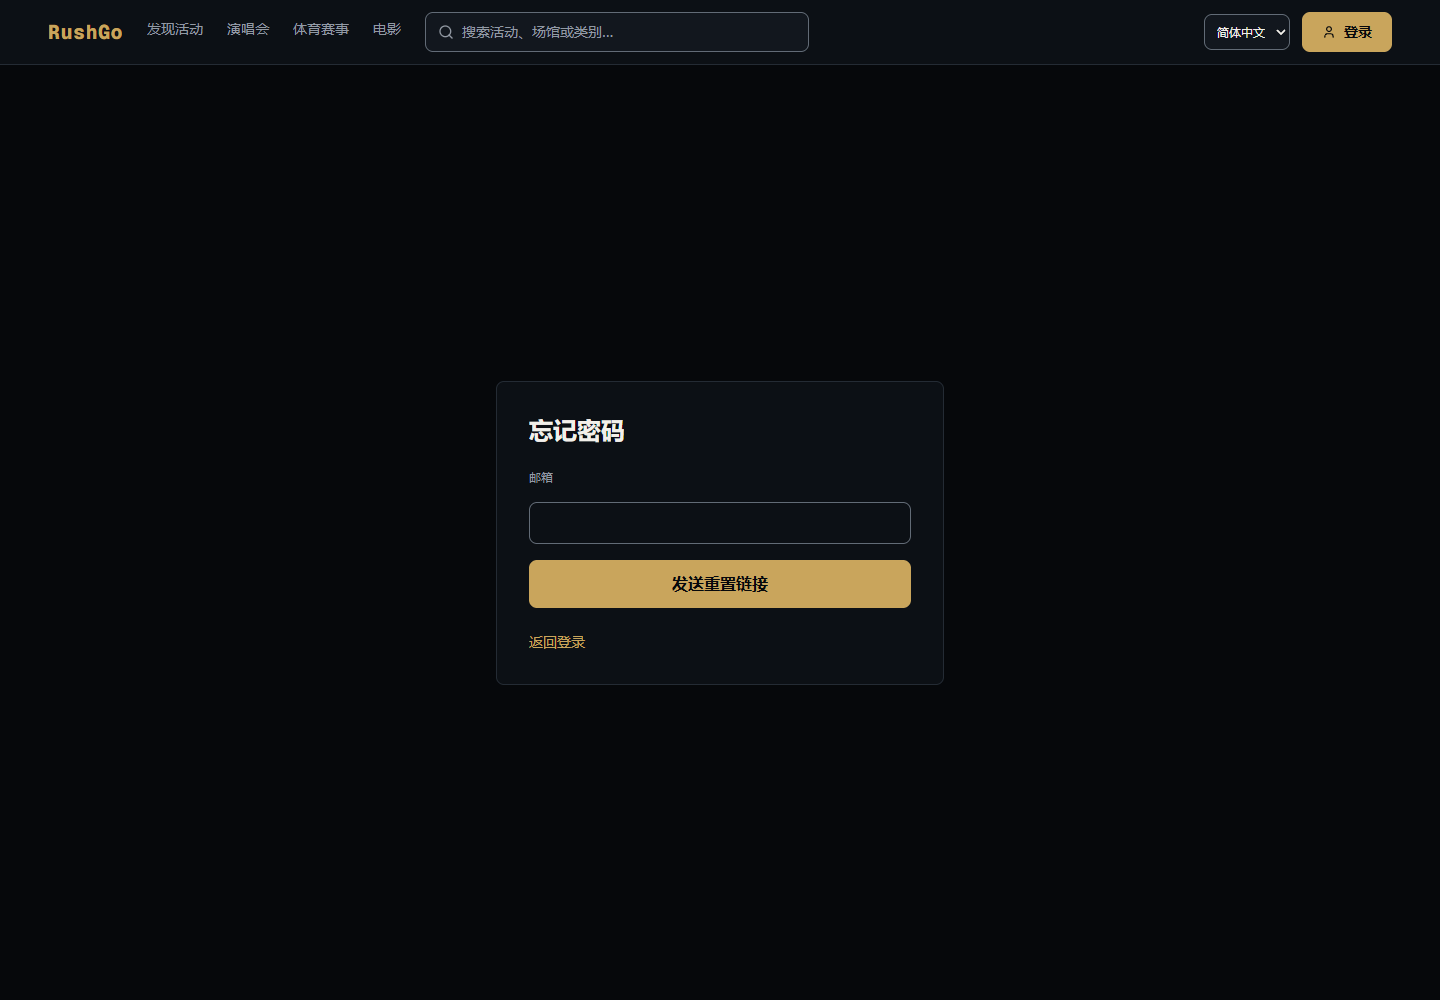 RushGo
发现活动
演唱会
体育赛事
电影
搜索活动、场馆或类别...
简体中文
登录
忘记密码
邮箱
发送重置链接
返回登录